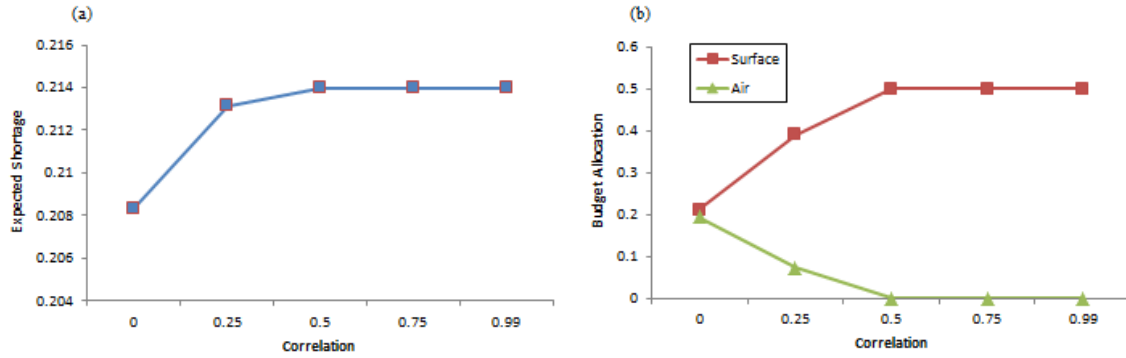 (a)
0.216
0.214
0.212
0.21
0.208
0.206
0.204
Expected Shortage
0 0.25 0.5 0.75 0.99
Correlation
(b)
0.6
0.5
0.4
0.3
0.2
0.1
0
Budget Allocation
Surface
Air
0 0.25 0.5 0.75 0.99
Correlation